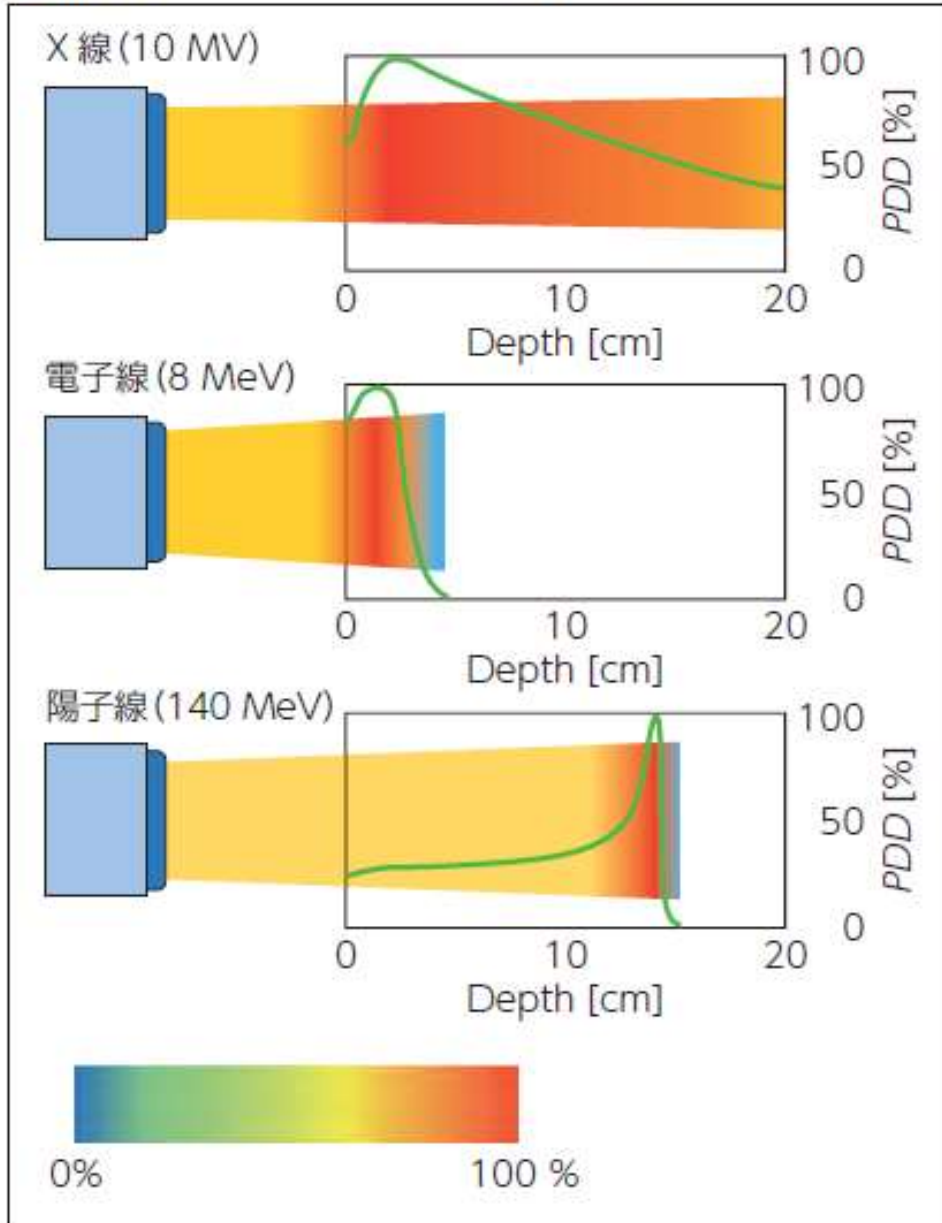 X 線 (10 MV)
100
50
0
PDD [%]
0 10 20
Depth [cm]
電子線 (8 MeV)
100
50
0
PDD [%]
0 10 20
Depth [cm]
陽子線 (140 MeV)
100
50
0
PDD [%]
0 10 20
Depth [cm]
0% 100 %